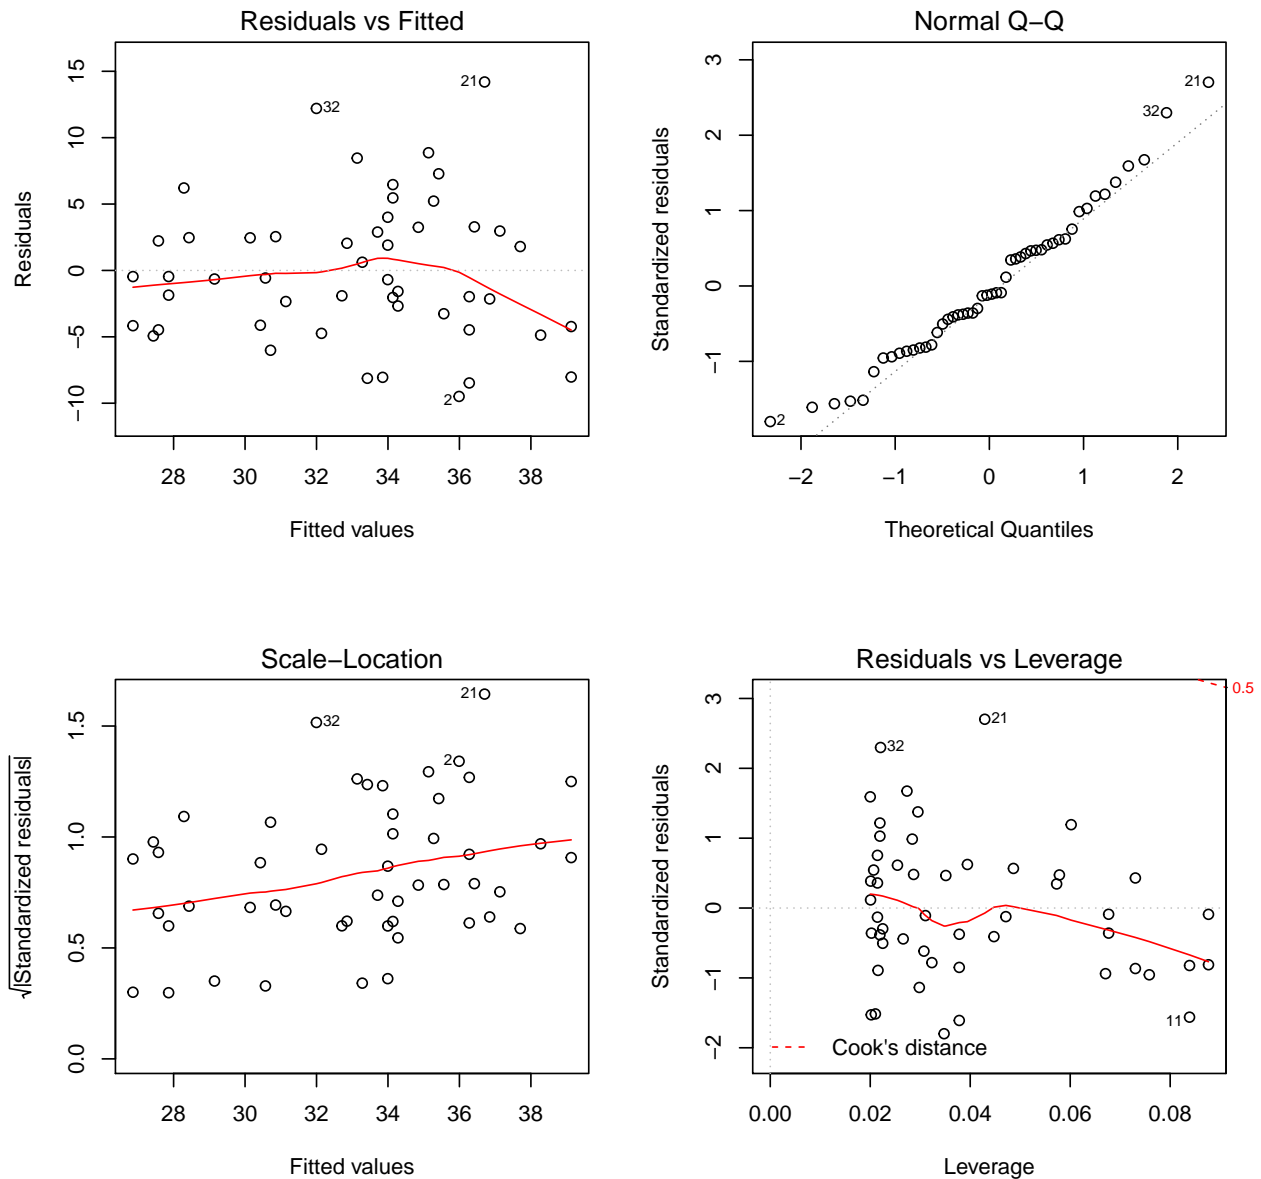 Residuals vs Fitted
Residuals
15
10
5
0
−5
−10
21
32
2
28 30 32 34 36 38
Fitted values
Normal Q−Q
Standardized residuals
3
2
1
0
−1
21
32
2
−2 −1 0 1 2
Theoretical Quantiles
Scale−Location
√|Standardized residuals|
1.5
1.0
0.5
0.0
21
32
2
28 30 32 34 36 38
Fitted values
Residuals vs Leverage
Standardized residuals
3
2
1
0
−1
−2
0.5
21
32
11
Cook's distance
0.00 0.02 0.04 0.06 0.08
Leverage